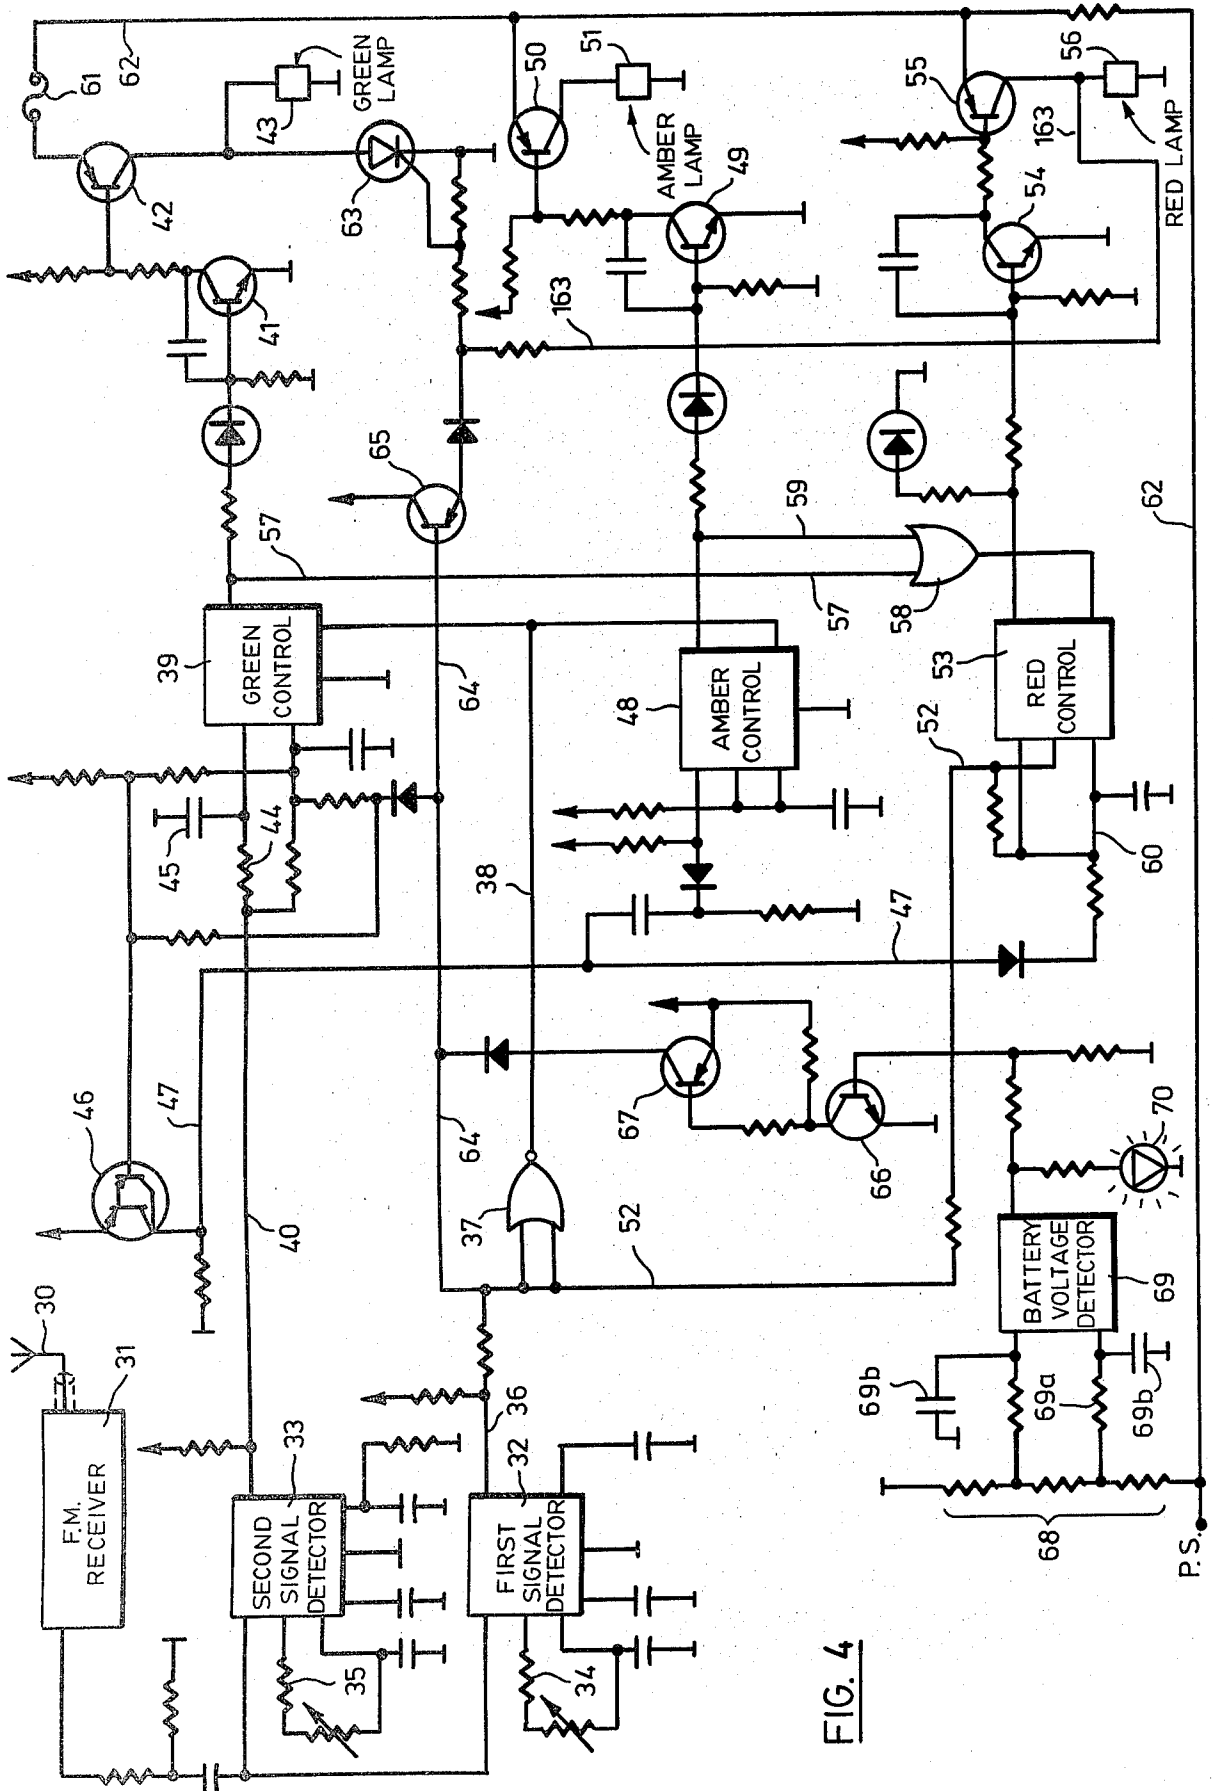 30
31
F.M.
RECEIVER
33
SECOND
SIGNAL
DETECTOR
35
32
FIRST
SIGNAL
DETECTOR
34
36
46
47
40
45
44
39
GREEN
CONTROL
57
41
42
61
62
43
GREEN
LAMP
63
65
64
64
38
37
52
50
51
AMBER
LAMP
49
163
48
AMBER
CONTROL
59
57
58
47
67
66
55
56
163
RED LAMP
54
53
RED
CONTROL
52
60
62
70
BATTERY
VOLTAGE
DETECTOR
69
69b
69a
69b
68
P.S.
FIG. 4